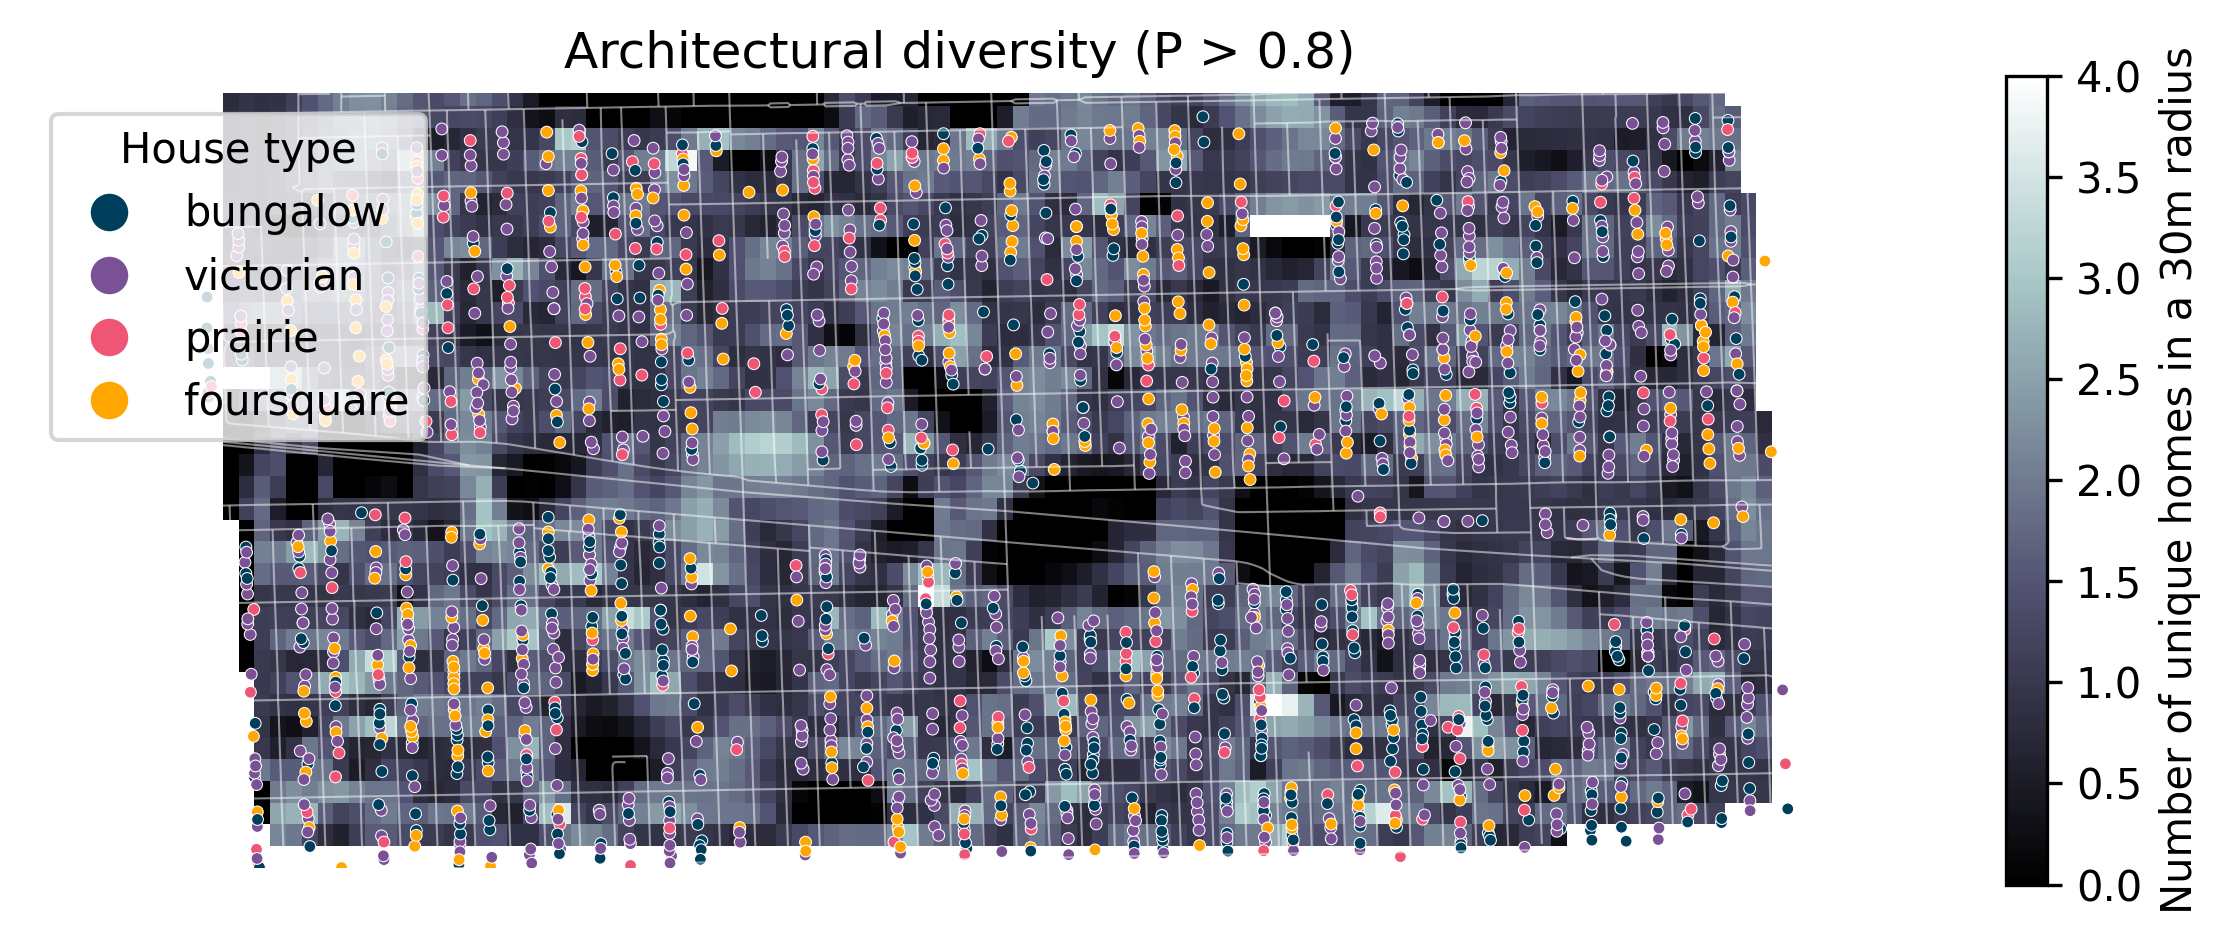 Architectural diversity (P > 0.8)
House type
bungalow
victorian
prairie
foursquare
4.0
3.5
3.0
2.5
2.0
1.5
1.0
0.5
0.0
Number of unique homes in a 30m radius